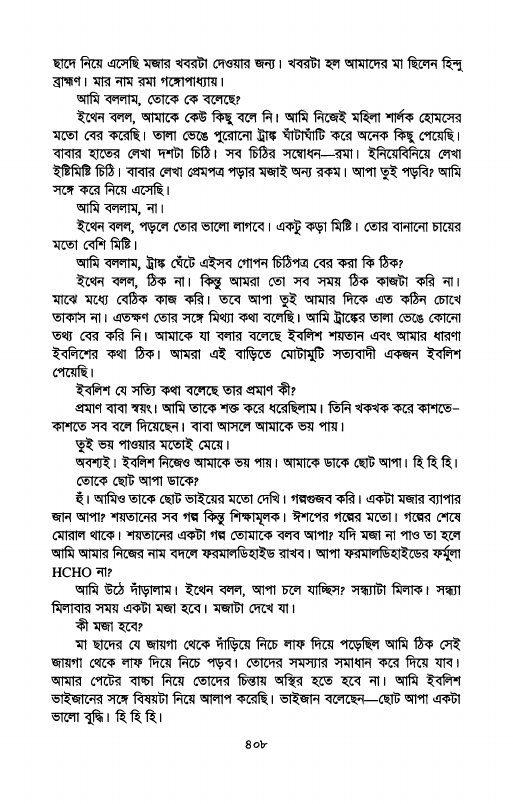 ছাদে নিয়ে এসেছি মজার খবরটা দেওয়ার জন্য। খবরটা হল আমাদের মা ছিলেন হিন্দু
ব্রাহ্মণ। মার নাম রমা গঙ্গোপাধ্যায়।
আমি বললাম, তোকে কে বলেছে?
ইথেন বলল, আমাকে কেউ কিছু বলে নি। আমি নিজেই মহিলা শার্লক হোমসের
মতো বের করেছি। তালা ভেঙে পুরোনো ট্রাঙ্ক ঘাঁটাঘাঁটি করে অনেক কিছু পেয়েছি।
বাবার হাতের লেখা দশটা চিঠি। সব চিঠির সম্বোধন—রমা। ইনিয়েবিনিয়ে লেখা
ইষ্টিমিষ্টি চিঠি। বাবার লেখা প্রেমপত্র পড়ার মজাই অন্য রকম। আপা তুই পড়বি? আমি
সঙ্গে করে নিয়ে এসেছি।
আমি বললাম, না।
ইথেন বলল, পড়লে তোর ভালো লাগবে। একটু কড়া মিষ্টি। তোর বানানো চায়ের
মতো বেশি মিষ্টি।
আমি বললাম, ট্রাঙ্ক ঘেঁটে এইসব গোপন চিঠিপত্র বের করা কি ঠিক?
ইথেন বলল, ঠিক না। কিন্তু আমরা তো সব সময় ঠিক কাজটা করি না।
মাঝে মধ্যে বেঠিক কাজ করি। তবে আপা তুই আমার দিকে এত কঠিন চোখে
তাকাস না। এতক্ষণ তোর সঙ্গে মিথ্যা কথা বলেছি। আমি ট্রাঙ্কের তালা ভেঙে কোনো
তথ্য বের করি নি। আমাকে যা বলার বলেছে ইবলিশ শয়তান এবং আমার ধারণা
ইবলিশের কথা ঠিক। আমরা এই বাড়িতে মোটামুটি সত্যবাদী একজন ইবলিশ
পেয়েছি।
ইবলিশ যে সত্যি কথা বলেছে তার প্রমাণ কী?
প্রমাণ বাবা স্বয়ং। আমি তাকে শক্ত করে ধরেছিলাম। তিনি খকখক করে কাশতে-
কাশতে সব বলে দিয়েছেন। বাবা আসলে আমাকে ভয় পায়।
তুই ভয় পাওয়ার মতোই মেয়ে।
অবশ্যই। ইবলিশ নিজেও আমাকে ভয় পায়। আমাকে ডাকে ছোট আপা। হি হি হি।
তোকে ছোট আপা ডাকে?
হুঁ। আমিও তাকে ছোট ভাইয়ের মতো দেখি। গল্পগুজব করি। একটা মজার ব্যাপার
জান আপা? শয়তানের সব গল্প কিন্তু শিক্ষামূলক। ঈশপের গল্পের মতো। গল্পের শেষে
মোরাল থাকে। শয়তানের একটা গল্প তোমাকে বলব আপা? যদি মজা না পাও তা হলে
আমি আমার নিজের নাম বদলে ফরমালডিহাইড রাখব। আপা ফরমালডিহাইডের ফর্মুলা
HCHO না?
আমি উঠে দাঁড়ালাম। ইথেন বলল, আপা চলে যাচ্ছিস? সন্ধ্যাটা মিলাক। সন্ধ্যা
মিলাবার সময় একটা মজা হবে। মজাটা দেখে যা।
কী মজা হবে?
মা ছাদের যে জায়গা থেকে দাঁড়িয়ে নিচে লাফ দিয়ে পড়েছিল আমি ঠিক সেই
জায়গা থেকে লাফ দিয়ে নিচে পড়ব। তোদের সমস্যার সমাধান করে দিয়ে যাব।
আমার পেটের বাচ্চা নিয়ে তোদের চিন্তায় অস্থির হতে হবে না। আমি ইবলিশ
ভাইজানের সঙ্গে বিষয়টা নিয়ে আলাপ করেছি। ভাইজান বলেছেন—ছোট আপা একটা
ভালো বুদ্ধি। হি হি হি।
৪০৮